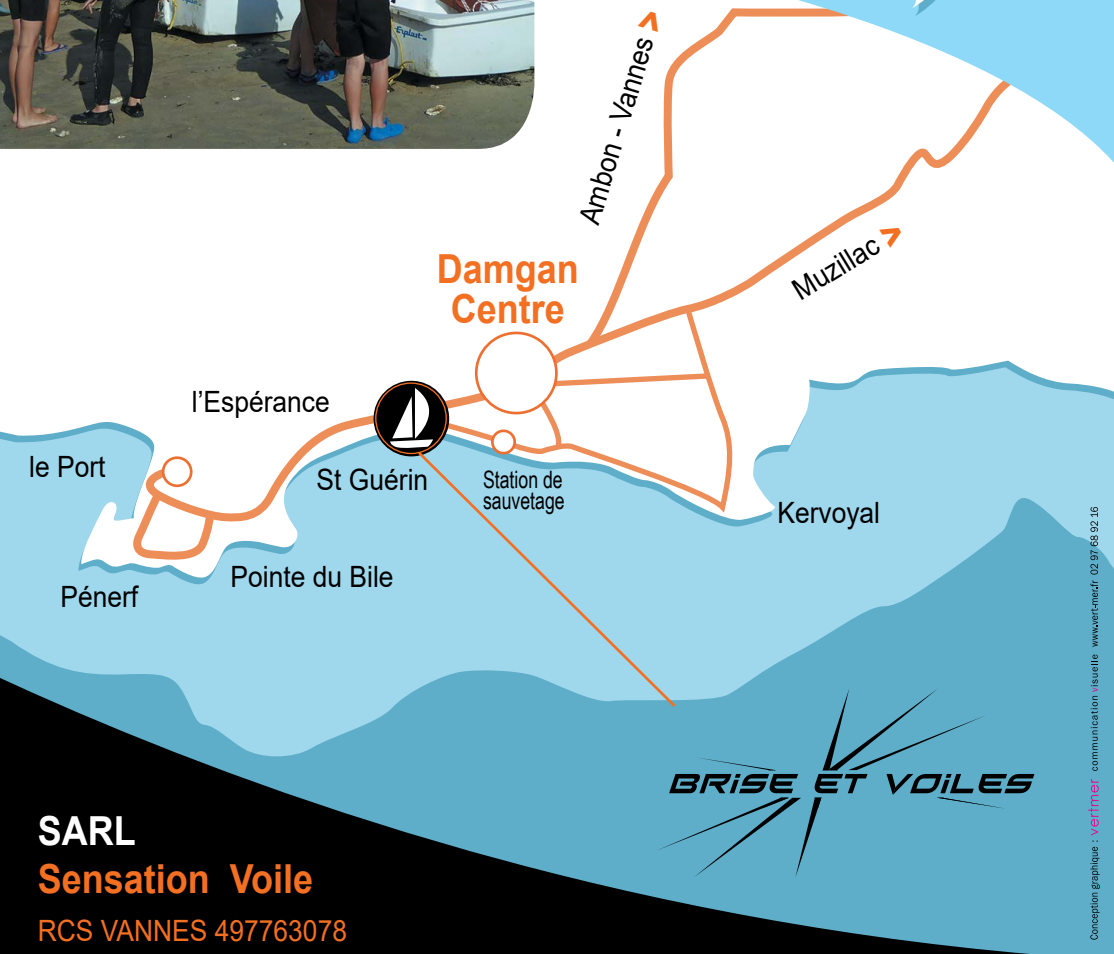 Explast
Ambon - Vannes >
Muzillac >
Damgan
Centre
l'Espérance
le Port
St Guérin
Station de
sauvetage
Kervoyal
Pointe du Bile
Pénerf
BRiSE ET VOiLES
SARL
Sensation Voile
RCS VANNES 497763078
Conception graphique : vertmer communication visuelle www.vert-mer.fr 02 97 68 92 16